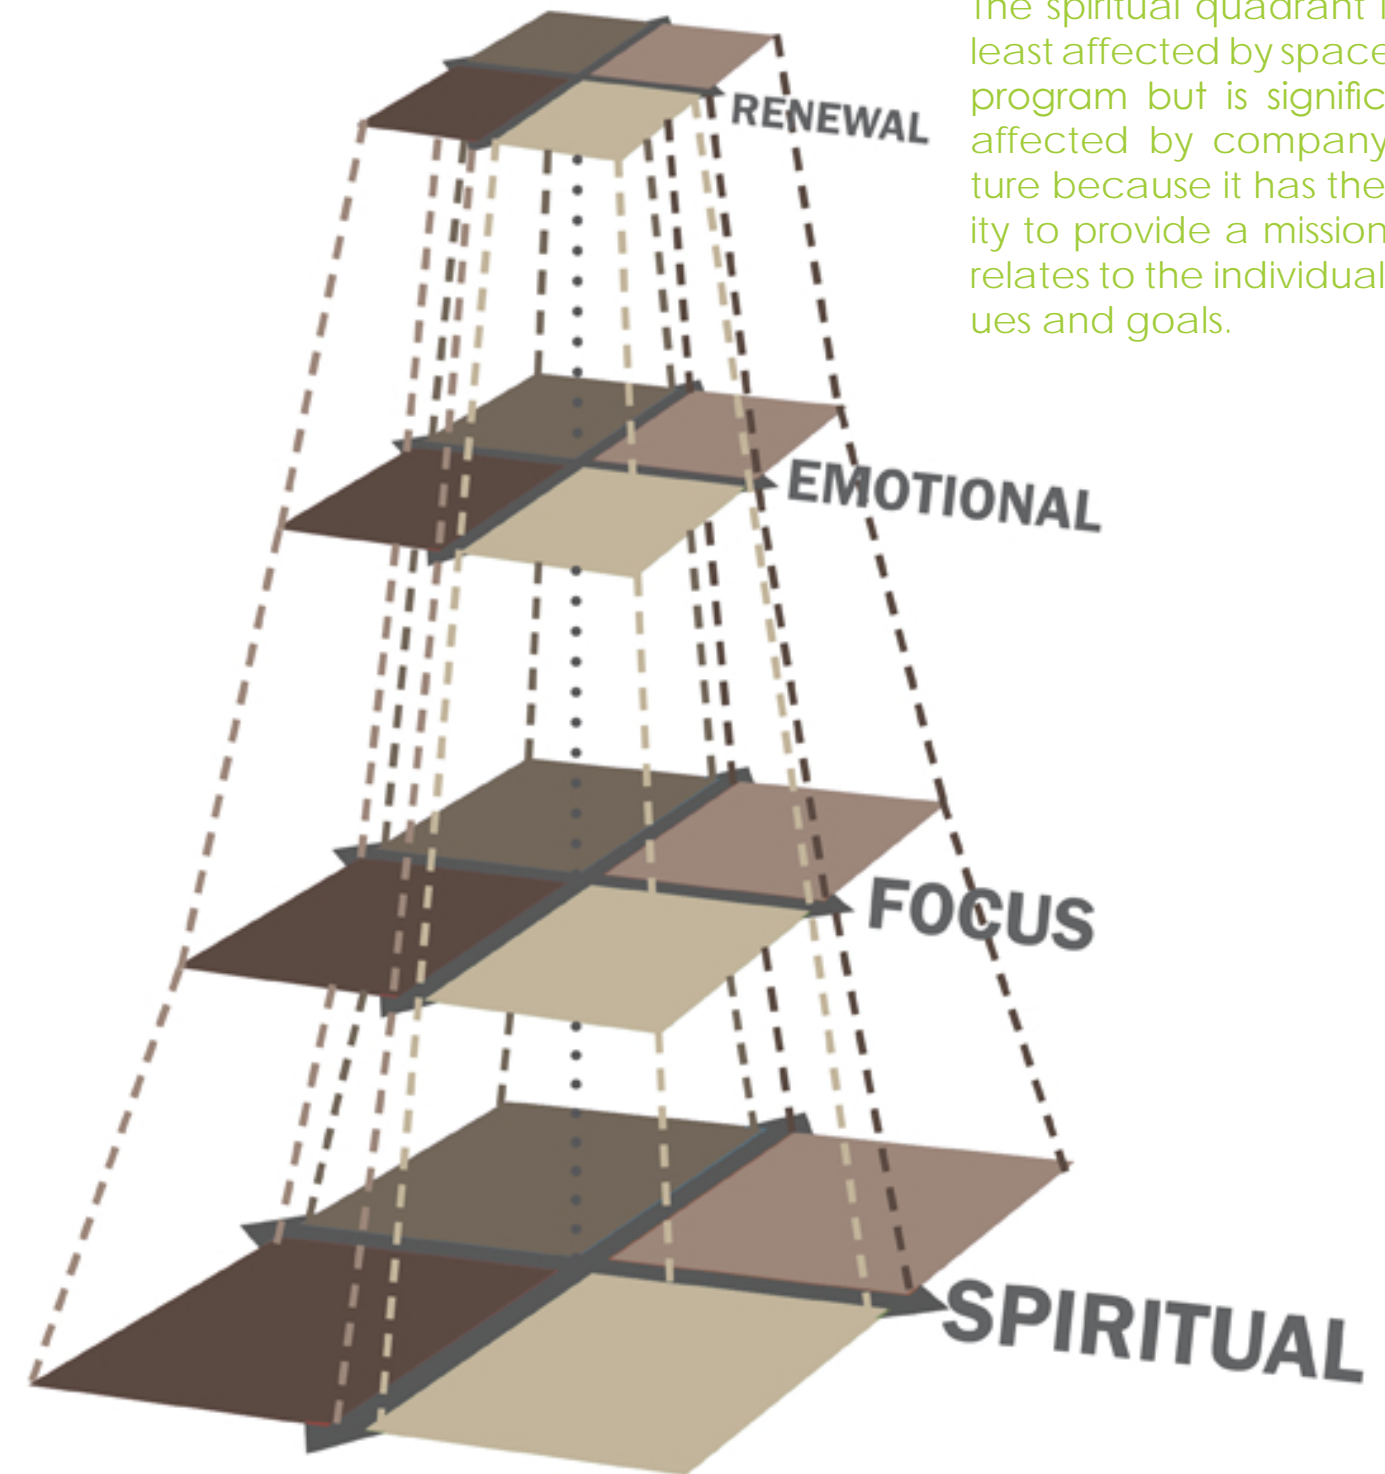 The spiritual quadrant
least affected by space
program but is signific
affected by company
ture because it has the
ity to provide a mission
relates to the individual
ues and goals.
RENEWAL
EMOTIONAL
FOCUS
SPIRITUAL